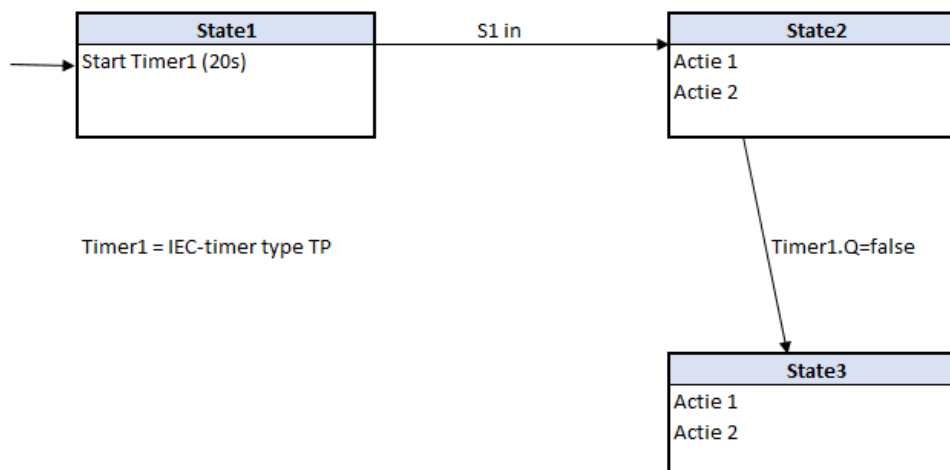 State1
Start Timer1 (20s)
S1 in
State2
Actie 1
Actie 2
Timer1 = IEC-timer type TP
Timer1.Q=false
State3
Actie 1
Actie 2